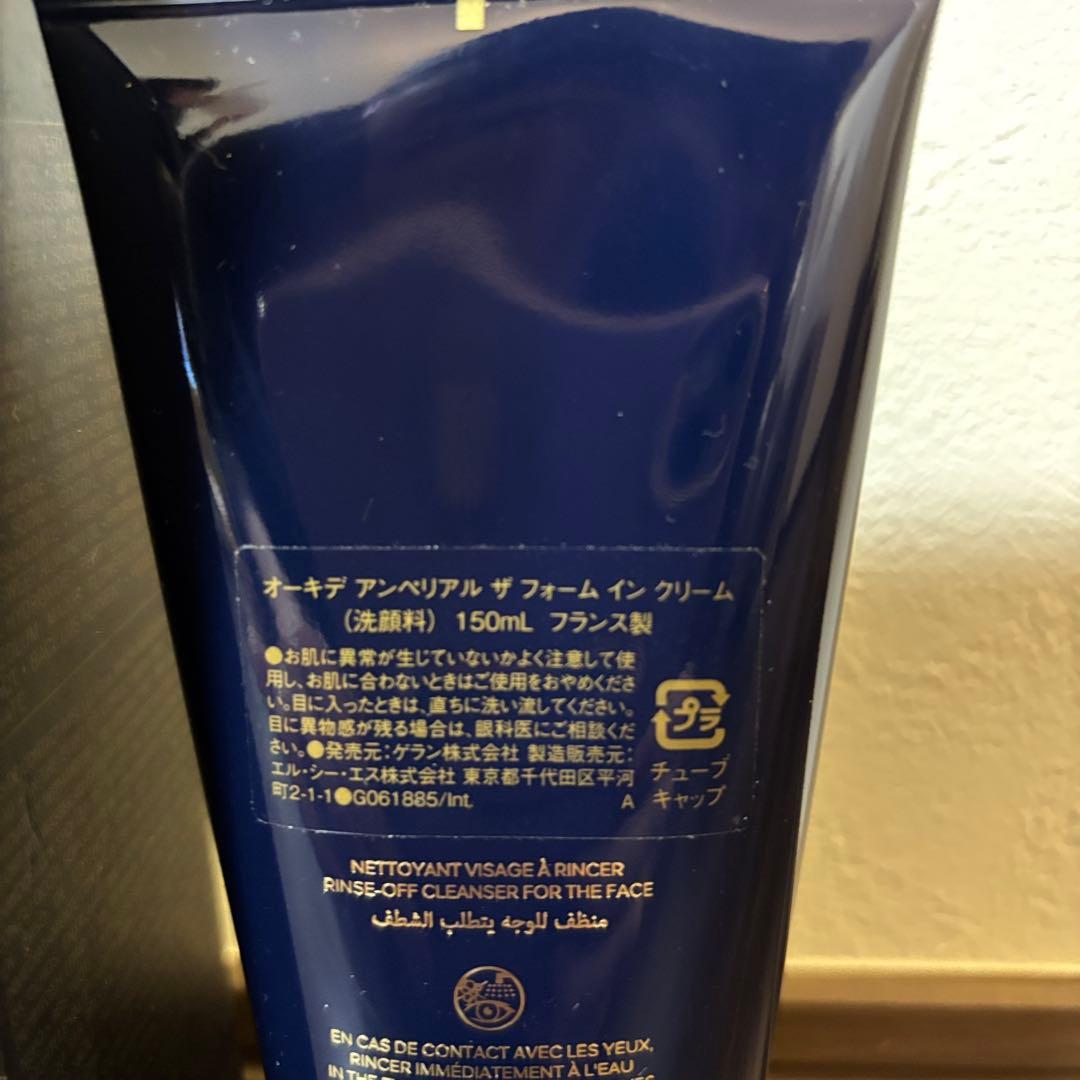 オーキデ アンペリアル ザ フォーム イン クリーム
(洗顔料) 150mL フランス製
●お肌に異常が生じていないかよく注意して使
用し、お肌に合わないときはご使用をおやめくださ
い。目に入ったときは、直ちに洗い流してください。
目に異物感が残る場合は、眼科医にご相談くだ
さい。●発売元:ゲラン株式会社 製造販売元:
エル・シー・エス株式会社 東京都千代田区平河
町2-1-1●G061885/Int. A
プラ
チューブ
キャップ
NETTOYANT VISAGE À RINCER
RINSE-OFF CLEANSER FOR THE FACE
منظف للوجه يتطلب الشطف
EN CAS DE CONTACT AVEC LES YEUX,
RINCER IMMÉDIATEMENT À L'EAU
IN THE